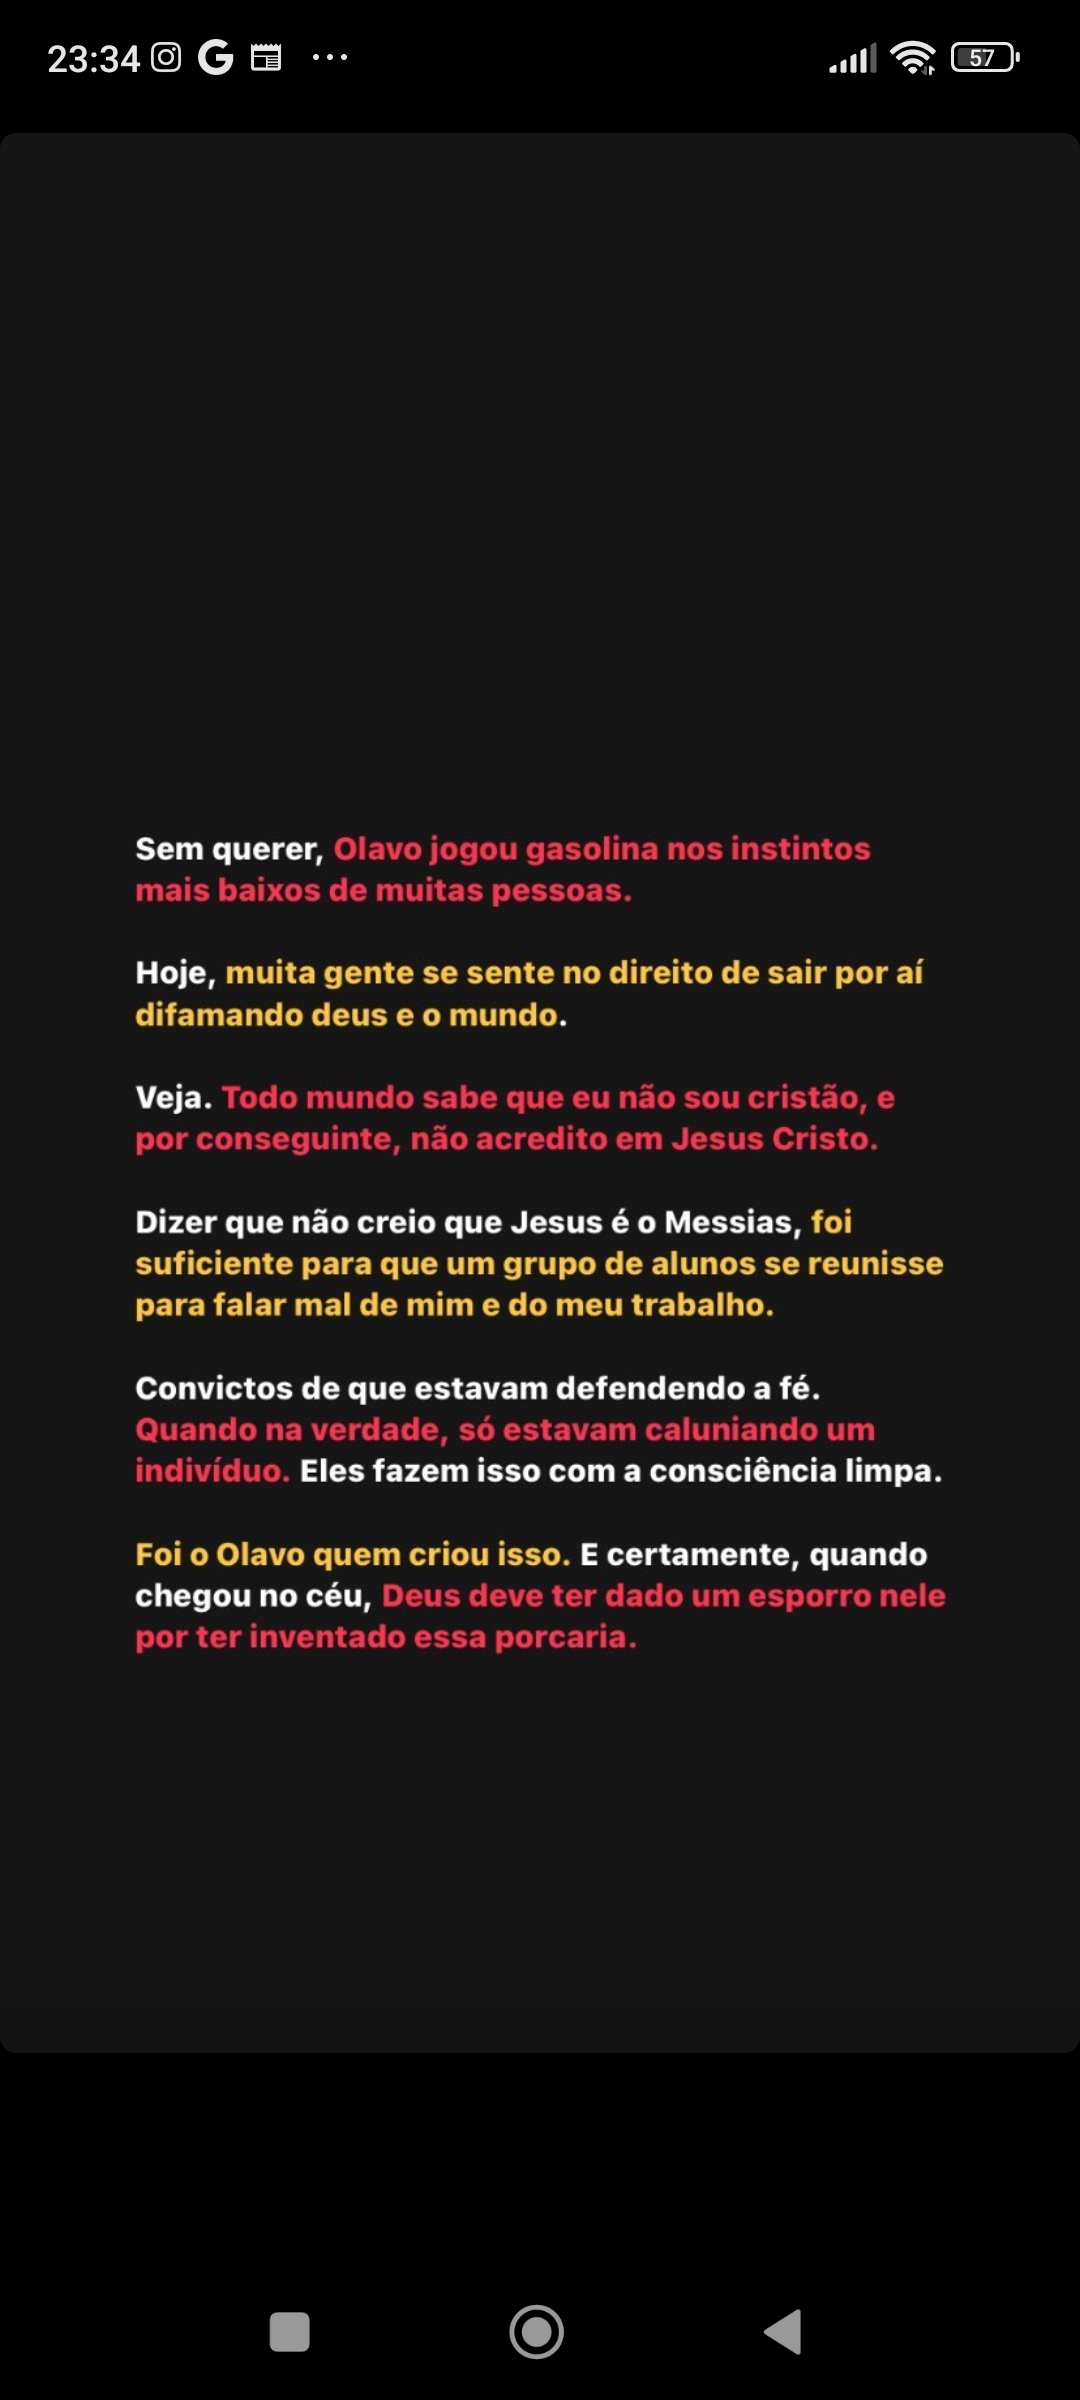 23:34
57
Sem querer, Olavo jogou gasolina nos instintos
mais baixos de muitas pessoas.
Hoje, muita gente se sente no direito de sair por aí
difamando deus e o mundo.
Veja. Todo mundo sabe que eu não sou cristão, e
por conseguinte, não acredito em Jesus Cristo.
Dizer que não creio que Jesus é o Messias, foi
suficiente para que um grupo de alunos se reunisse
para falar mal de mim e do meu trabalho.
Convictos de que estavam defendendo a fé.
Quando na verdade, só estavam caluniando um
indivíduo. Eles fazem isso com a consciência limpa.
Foi o Olavo quem criou isso. E certamente, quando
chegou no céu, Deus deve ter dado um esporro nele
por ter inventado essa porcaria.